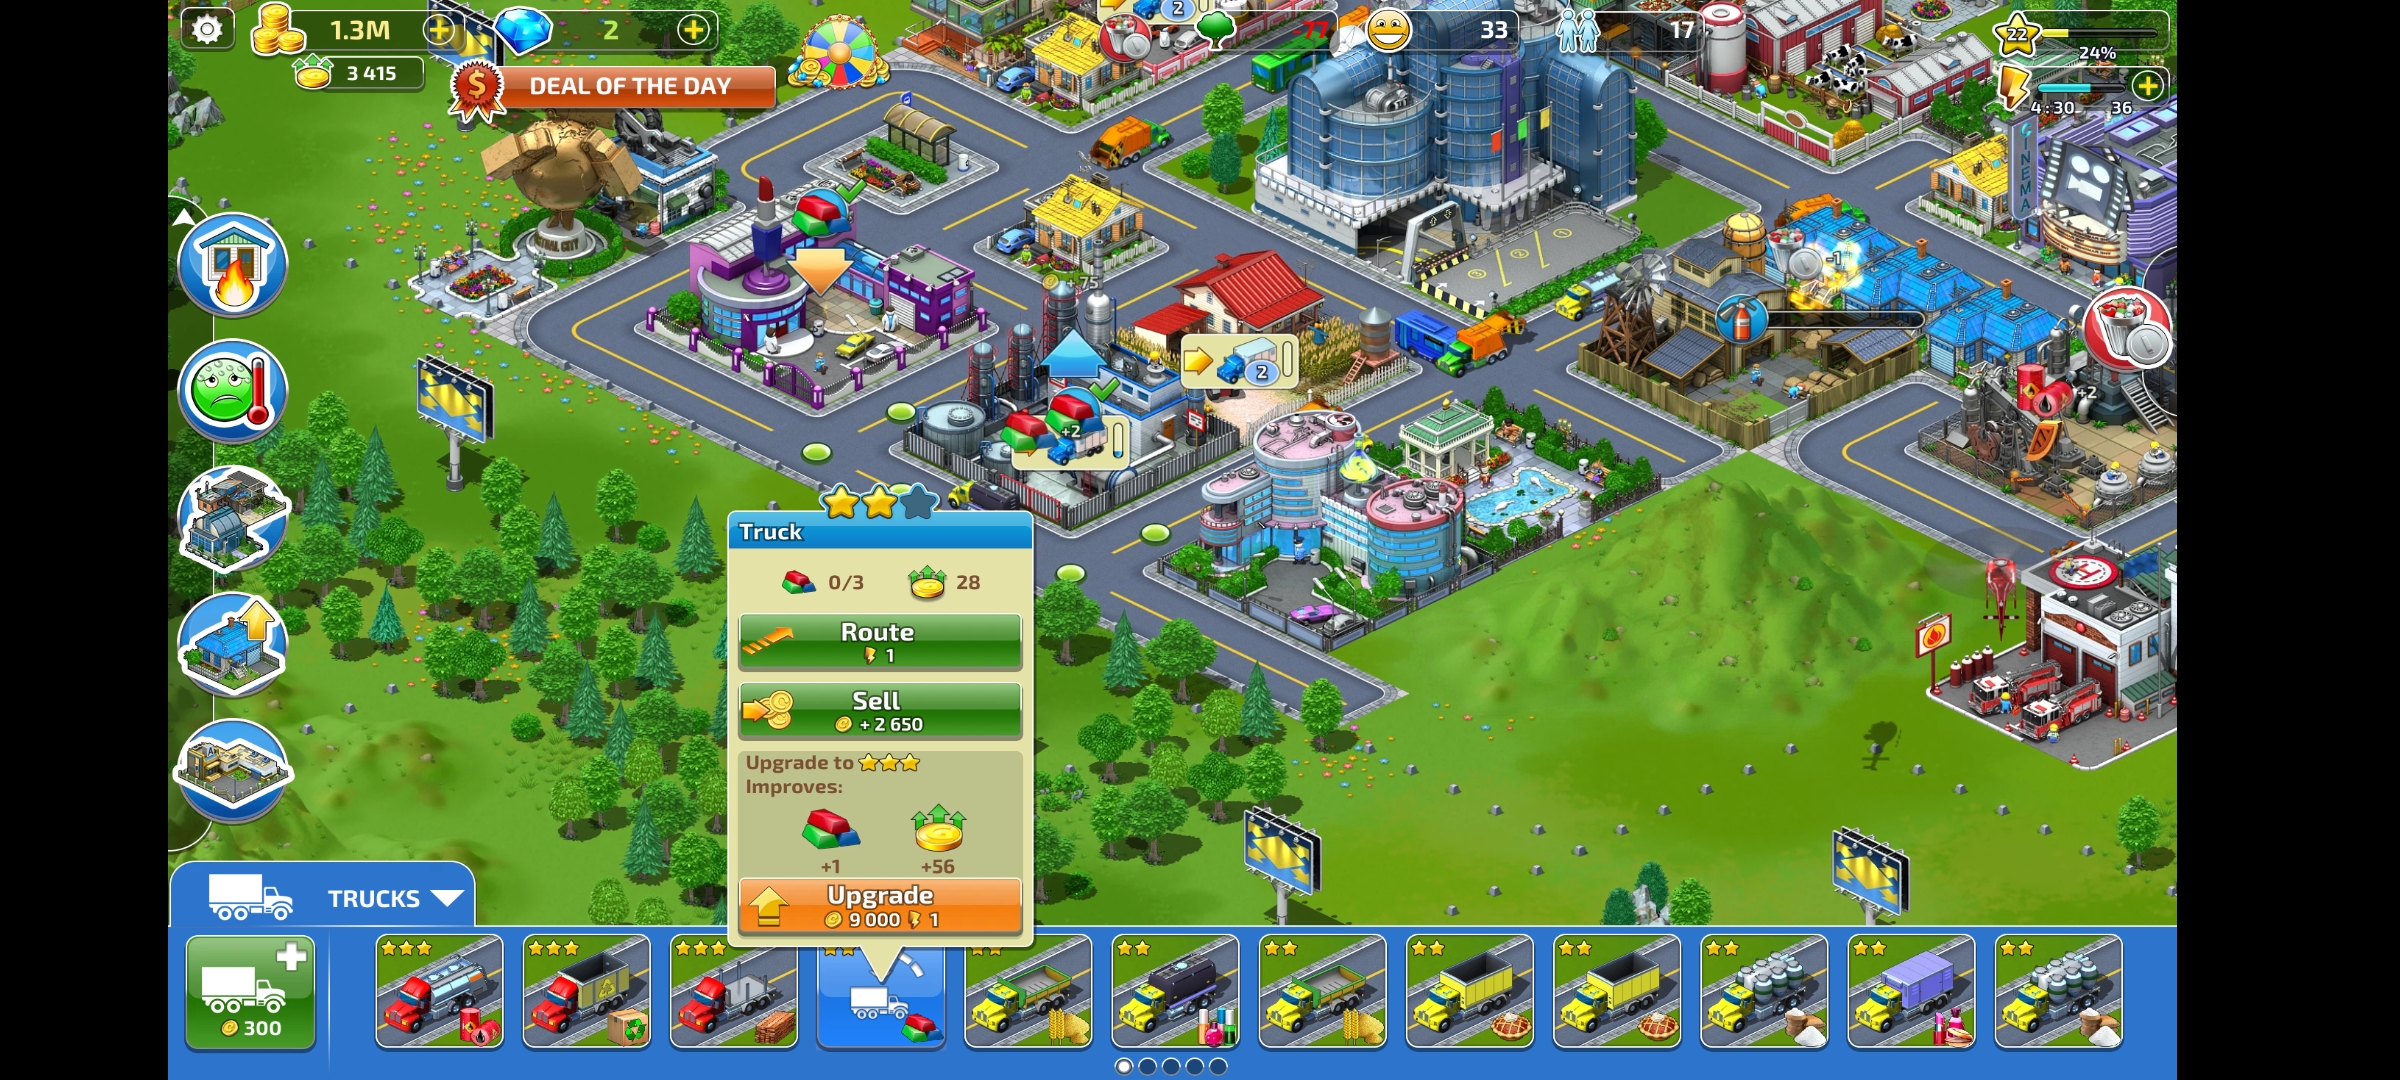 1.3M
2
2
-77
33
17
22
24%
3 415
DEAL OF THE DAY
4:30
36
CINEMA
-1
+75
2
+2
+2
Truck
0/3
28
Route
1
Sell
+ 2 650
Upgrade to
Improves:
+1
+56
Upgrade
9 000
1
TRUCKS
300